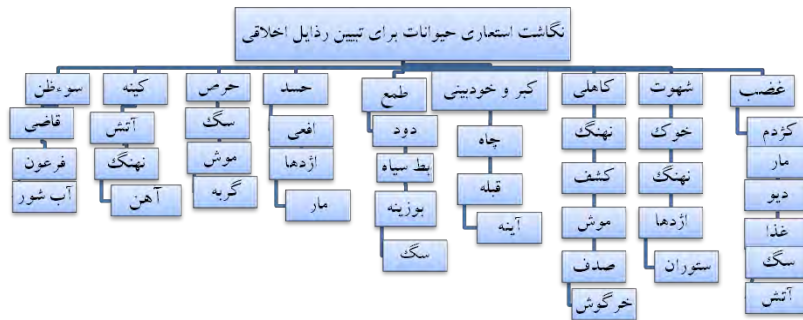 نگاشت استعاری حیوانات برای تبیین رذایل اخلاقی
غضب
کژدم
مار
دیو
غذا
سگ
آتش
شهوت
خوک
نهنگ
اژدها
ستوران
کاهلی
نهنگ
کشف
موش
صدف
خرگوش
کبر و خودبینی
چاه
قبله
آینه
طمع
دود
بط سیاه
بوزینه
سگ
حسد
افعی
اژدها
مار
حرص
سگ
موش
گربه
کینه
آتش
نهنگ
آهن
سوءظن
قاضی
فرعون
آب شور